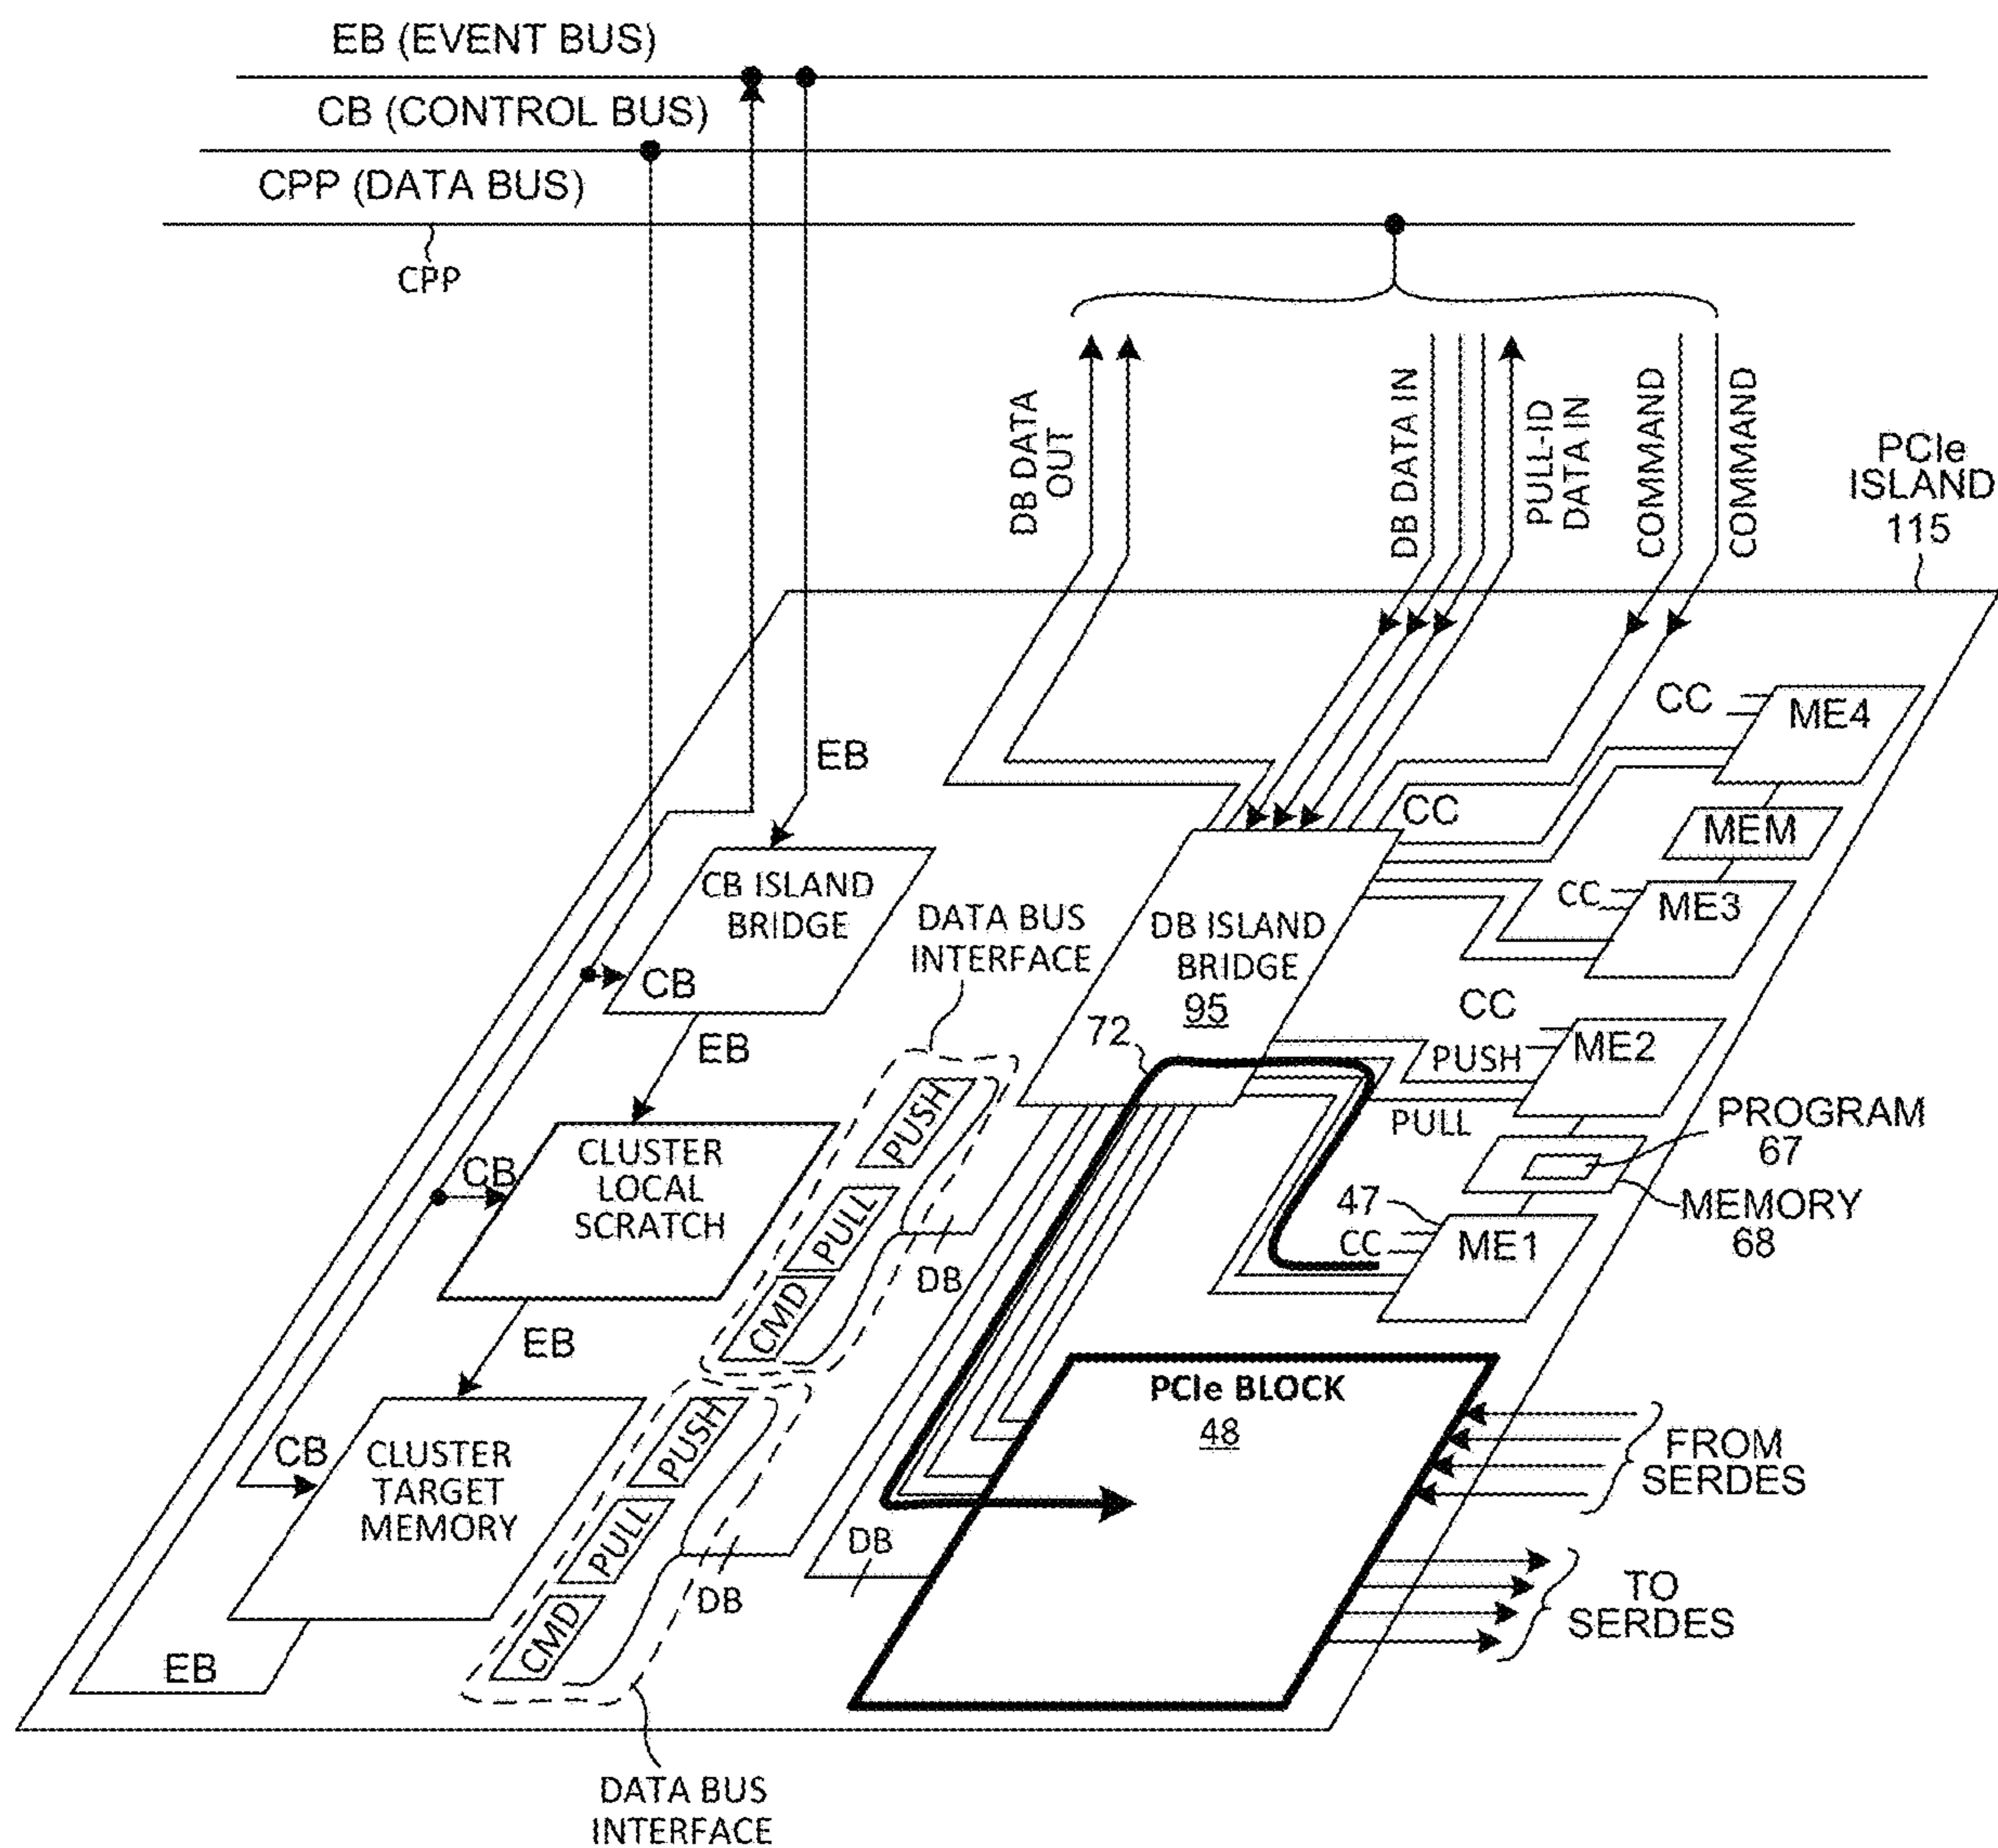 EB (EVENT BUS)
CB (CONTROL BUS)
CPP (DATA BUS)
CPP
DB DATA
OUT
DB DATA IN
PULL-ID
DATA IN
COMMAND
COMMAND
PCIe
ISLAND
115
EB
CC
ME4
CC
MEM
CB ISLAND
BRIDGE
CB
DATA BUS
INTERFACE
DB ISLAND
BRIDGE
95
CC
ME3
EB
72
CC
ME2
PUSH
PULL
PROGRAM
67
MEMORY
68
CLUSTER
LOCAL
SCRATCH
CB
PUSH
PULL
CMD
DB
47
CC
ME1
EB
PCIe BLOCK
48
FROM
SERDES
CLUSTER
TARGET
MEMORY
CB
PUSH
PULL
CMD
DB
DB
TO
SERDES
EB
DATA BUS
INTERFACE